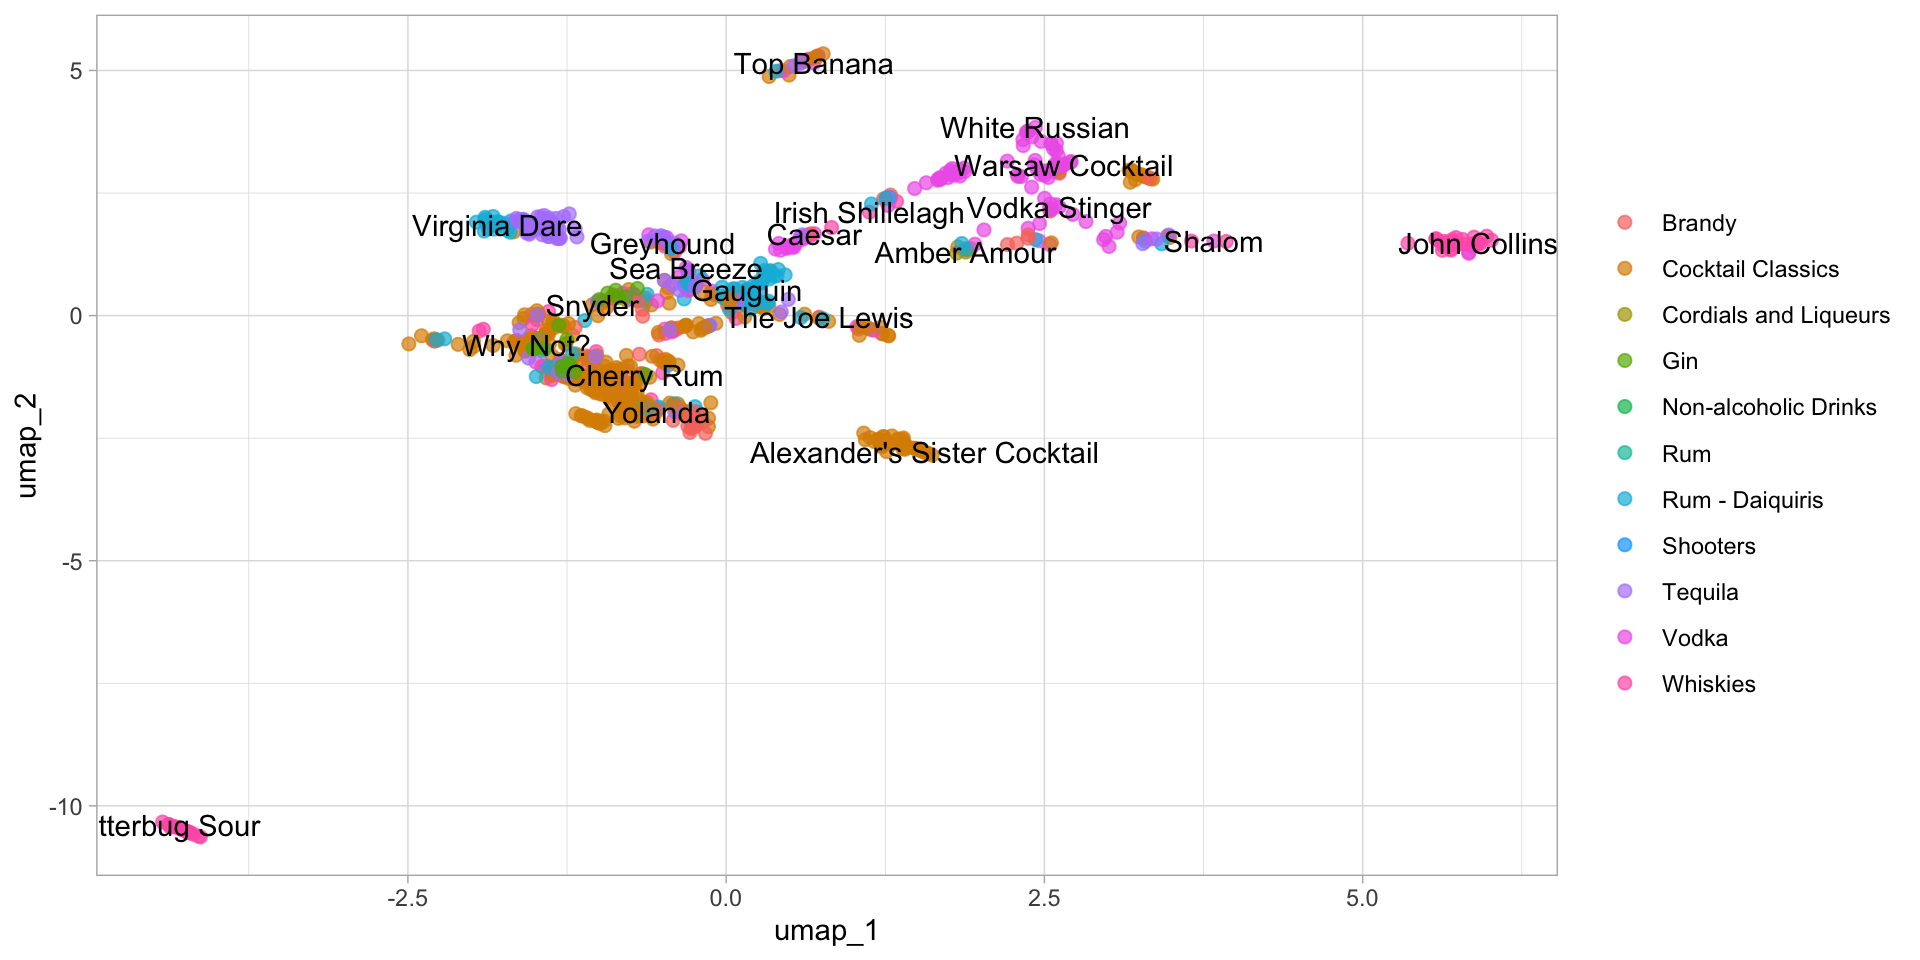 Top Banana
White Russian
Warsaw Cocktail
Irish Shillelagh
Vodka Stinger
Virginia Dare
Caesar
Greyhound
Amber Amour
Shalom
John Collins
Sea Breeze
Gauguin
Snyder
The Joe Lewis
Why Not?
Cherry Rum
Yolanda
Alexander's Sister Cocktail
tterbug Sour
5
0
-5
-10
-2.5
0.0
2.5
5.0
umap_1
umap_2
Brandy
Cocktail Classics
Cordials and Liqueurs
Gin
Non-alcoholic Drinks
Rum
Rum - Daiquiris
Shooters
Tequila
Vodka
Whiskies